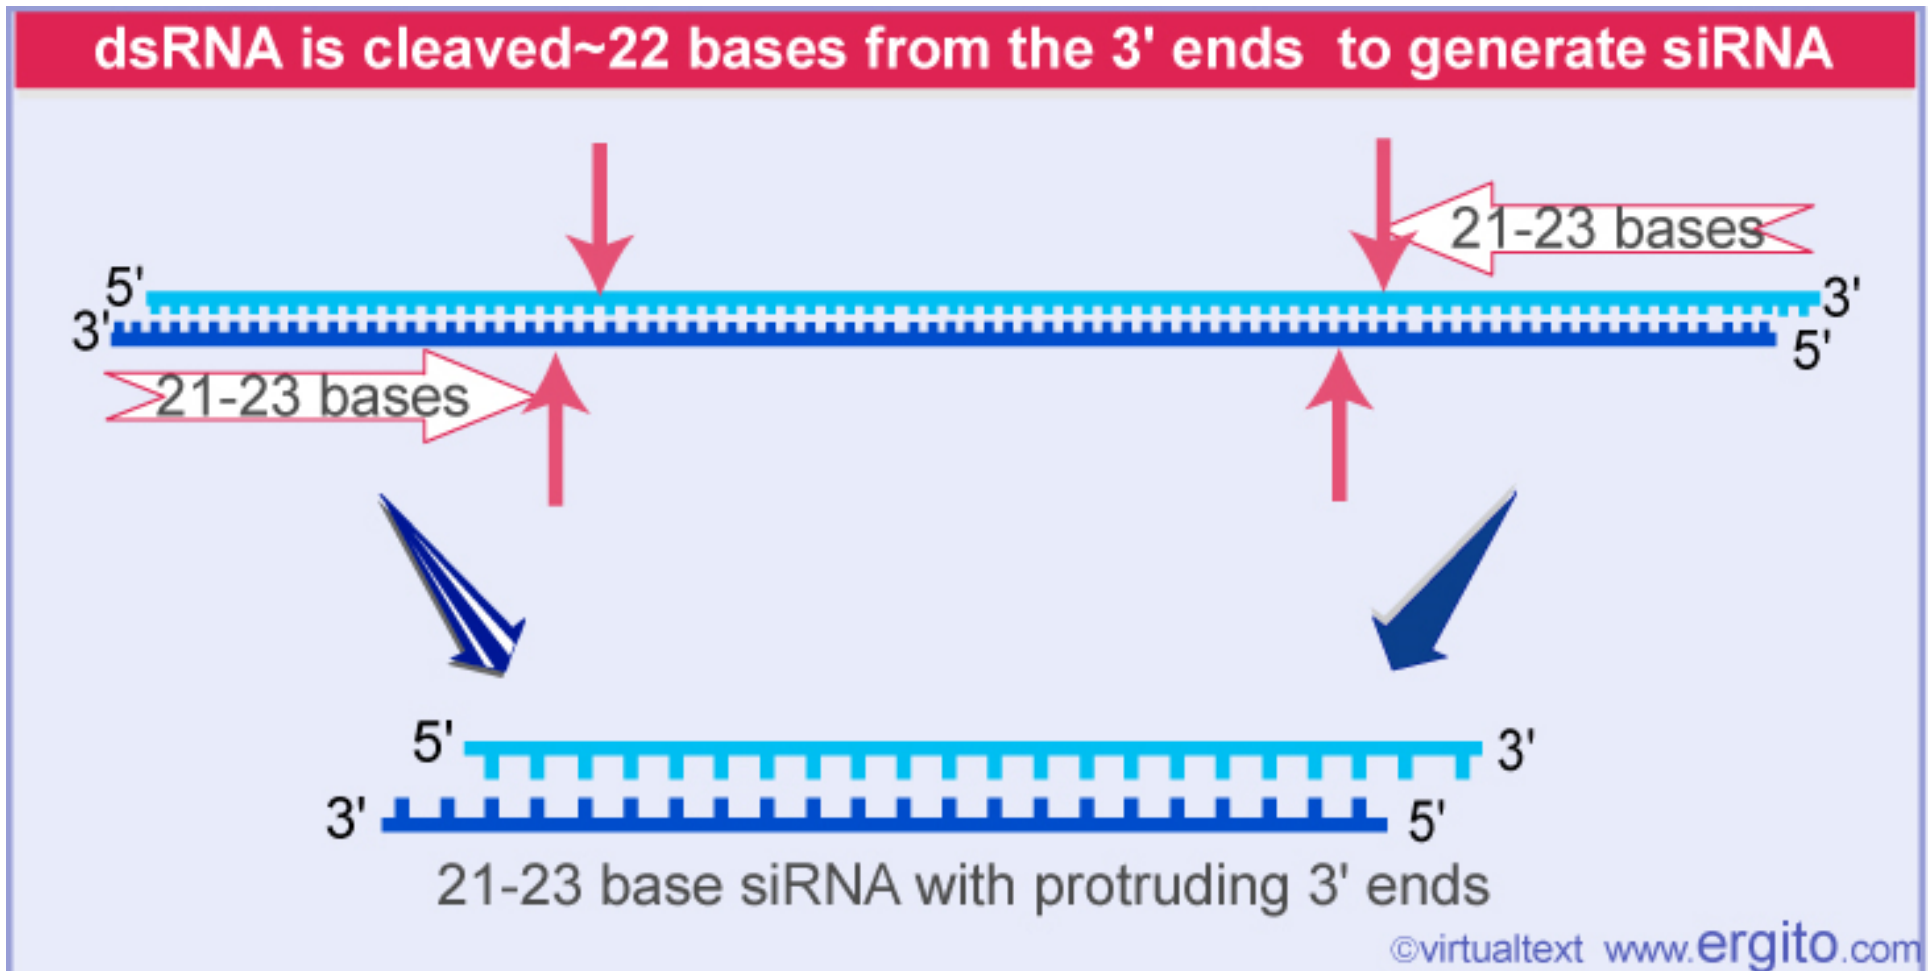 dsRNA is cleaved~22 bases from the 3' ends to generate siRNA
21-23 bases
5'
3'
3'
5'
21-23 bases
5'
3'
3'
5'
21-23 base siRNA with protruding 3' ends
©virtualtext www.ergito.com